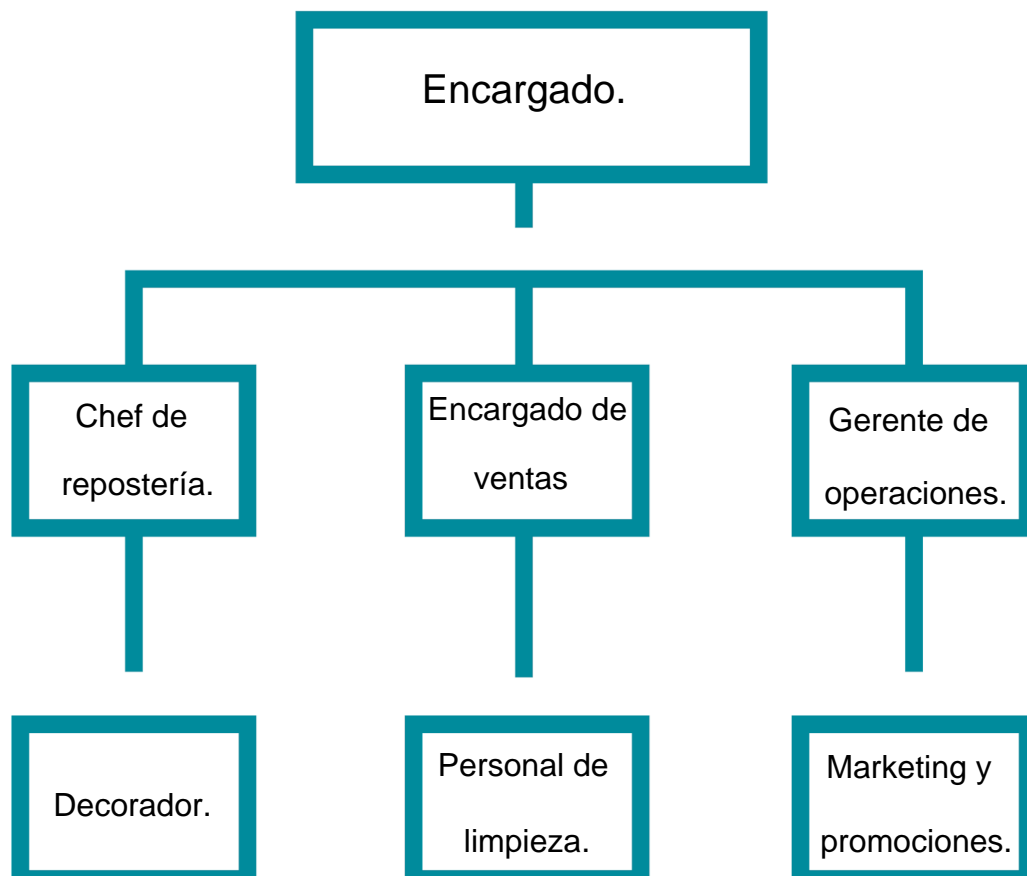 Encargado.
Chef de
repostería.
Encargado de
ventas
Gerente de
operaciones.
Decorador.
Personal de
limpieza.
Marketing y
promociones.